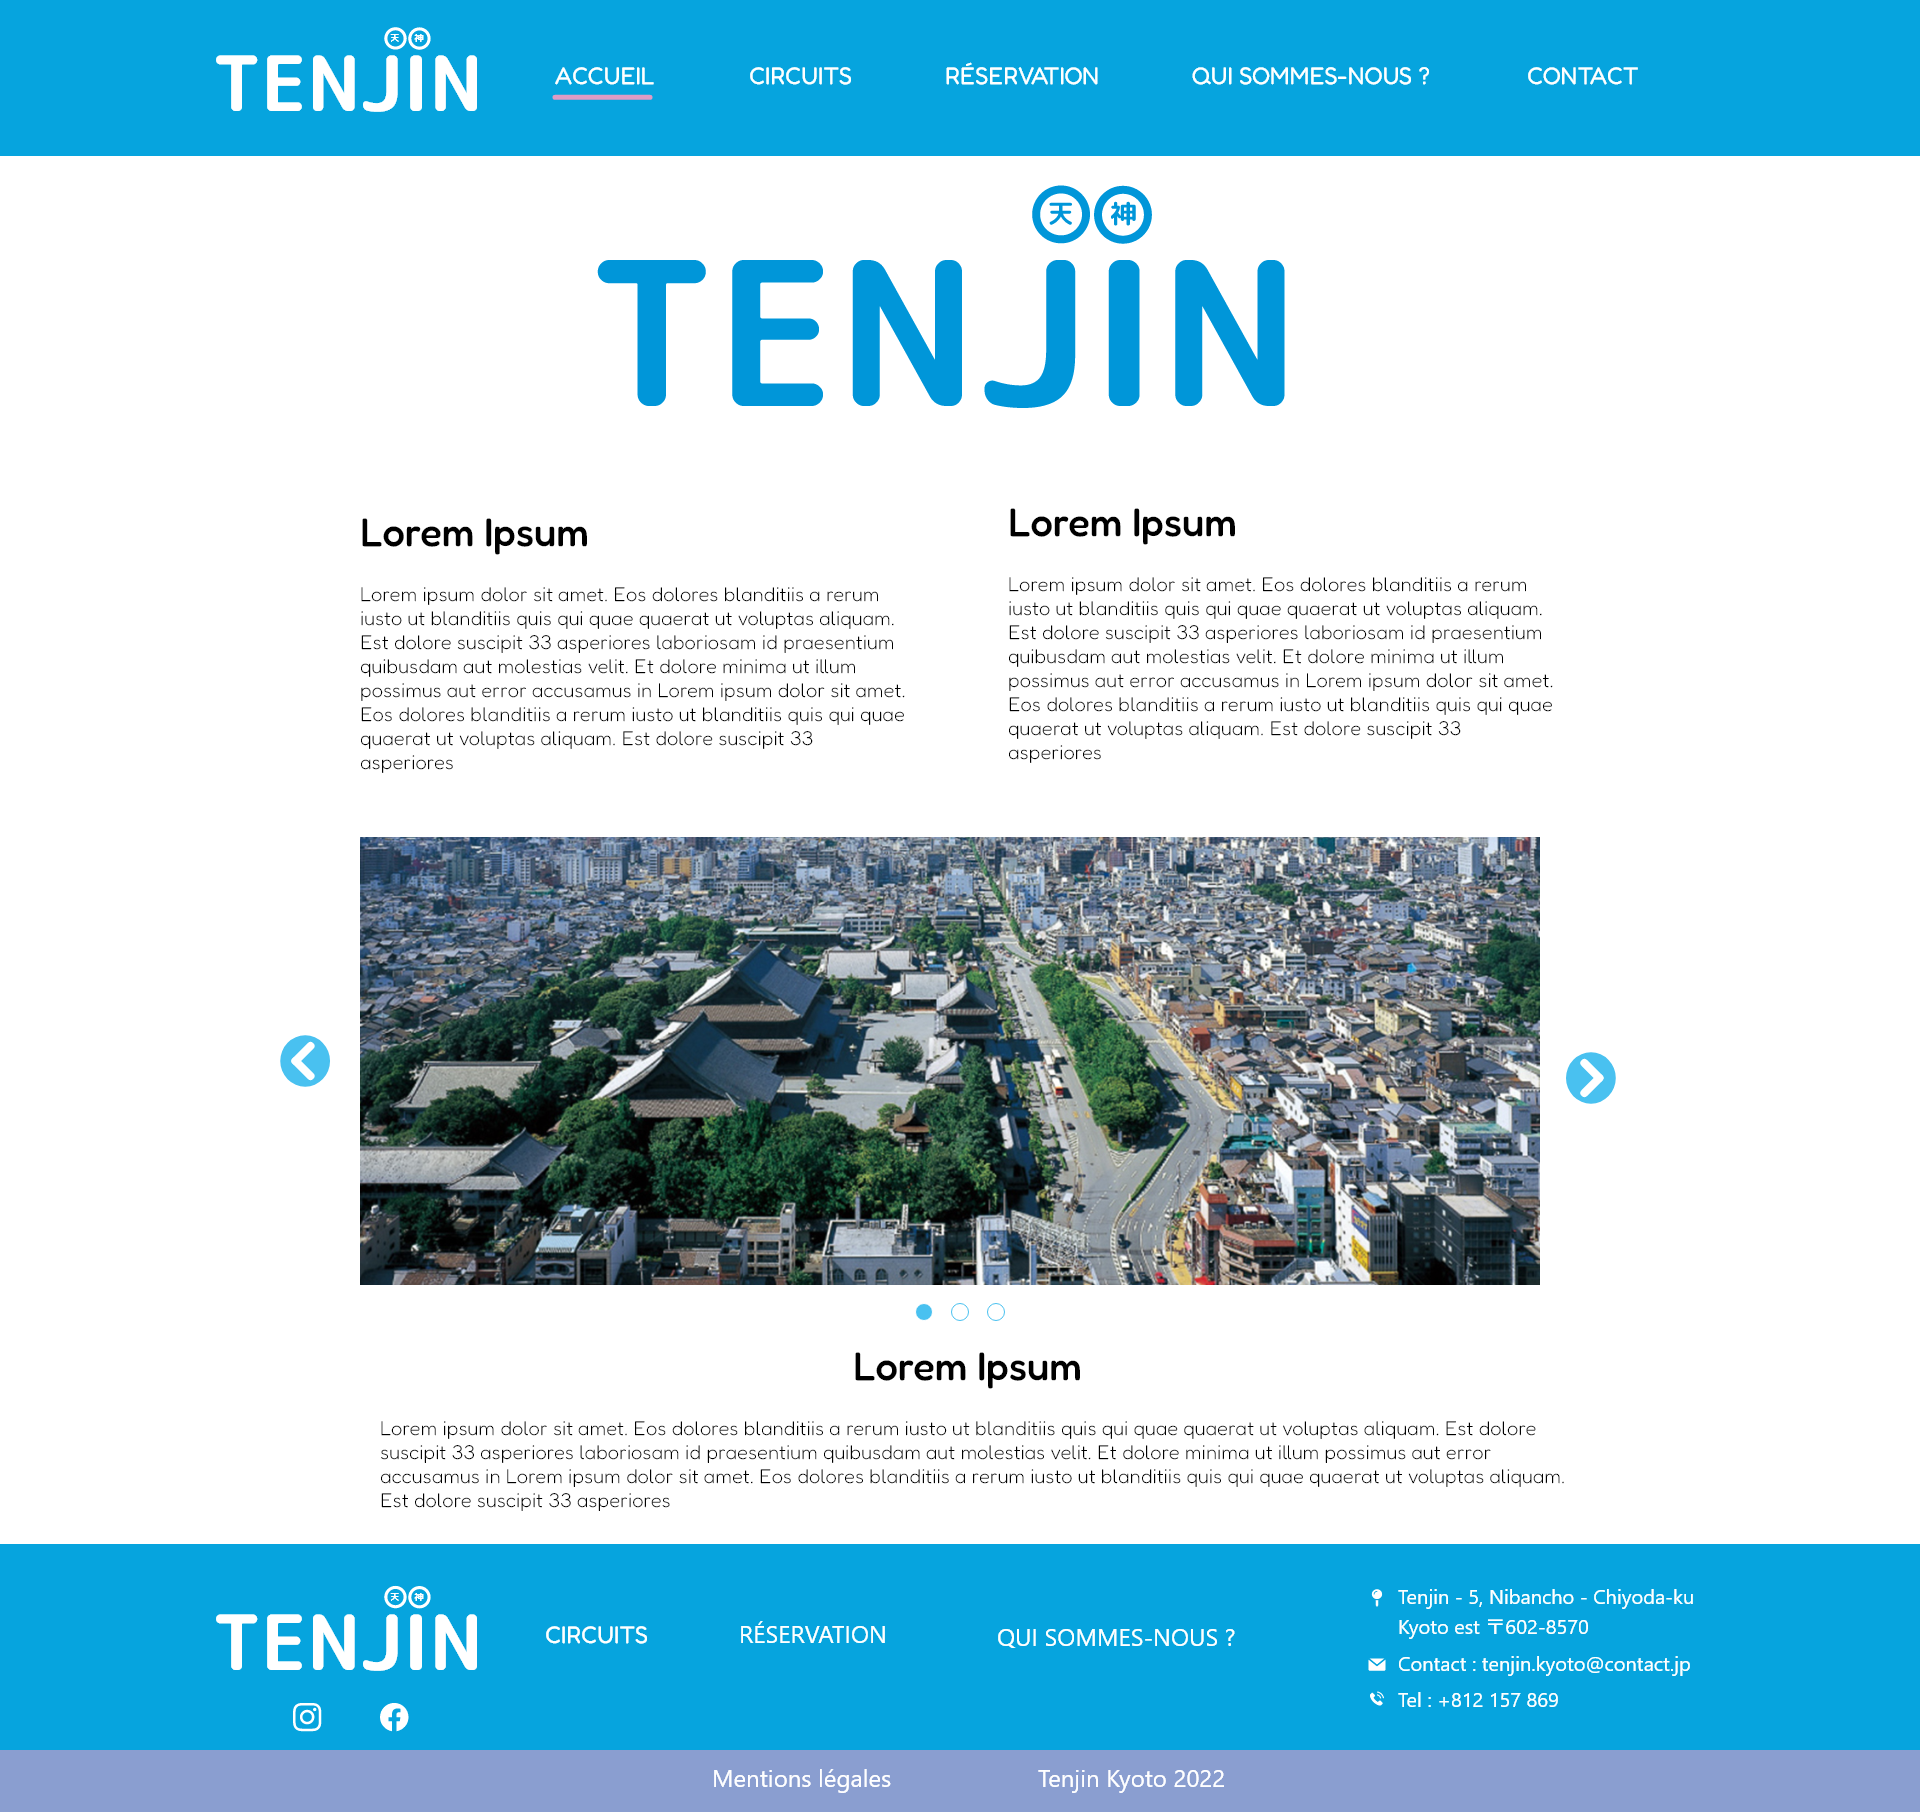 天神
TENJIN
ACCUEIL
CIRCUITS
RÉSERVATION
QUI SOMMES-NOUS ?
CONTACT
天神
TENJIN
Lorem Ipsum
Lorem ipsum dolor sit amet. Eos dolores blanditiis a rerum
iusto ut blanditiis quis qui quae quaerat ut voluptas aliquam.
Est dolore suscipit 33 asperiores laboriosam id praesentium
quibusdam aut molestias velit. Et dolore minima ut illum
possimus aut error accusamus in Lorem ipsum dolor sit amet.
Eos dolores blanditiis a rerum iusto ut blanditiis quis qui quae
quaerat ut voluptas aliquam. Est dolore suscipit 33
asperiores
Lorem Ipsum
Lorem ipsum dolor sit amet. Eos dolores blanditiis a rerum
iusto ut blanditiis quis qui quae quaerat ut voluptas aliquam.
Est dolore suscipit 33 asperiores laboriosam id praesentium
quibusdam aut molestias velit. Et dolore minima ut illum
possimus aut error accusamus in Lorem ipsum dolor sit amet.
Eos dolores blanditiis a rerum iusto ut blanditiis quis qui quae
quaerat ut voluptas aliquam. Est dolore suscipit 33
asperiores
Lorem Ipsum
Lorem ipsum dolor sit amet. Eos dolores blanditiis a rerum iusto ut blanditiis quis qui quae quaerat ut voluptas aliquam. Est dolore
suscipit 33 asperiores laboriosam id praesentium quibusdam aut molestias velit. Et dolore minima ut illum possimus aut error
accusamus in Lorem ipsum dolor sit amet. Eos dolores blanditiis a rerum iusto ut blanditiis quis qui quae quaerat ut voluptas aliquam.
Est dolore suscipit 33 asperiores
天神
TENJIN
CIRCUITS
RÉSERVATION
QUI SOMMES-NOUS ?
Tenjin - 5, Nibancho - Chiyoda-ku
Kyoto est 〒602-8570
Contact : tenjin.kyoto@contact.jp
Tel : +812 157 869
Mentions légales
Tenjin Kyoto 2022